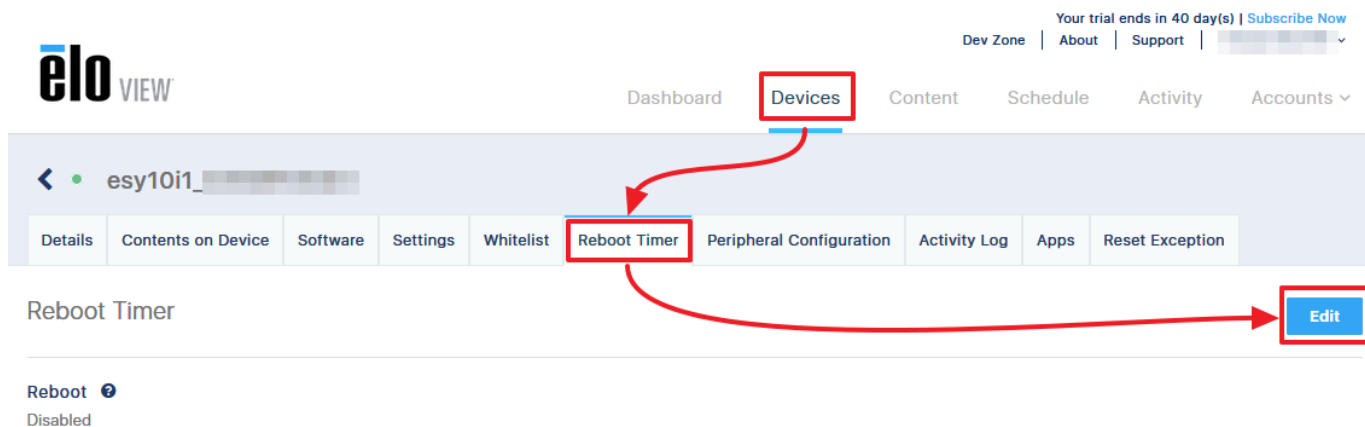 Your trial ends in 40 day(s) | Subscribe Now
Dev Zone | About | Support |
ēlo VIEW
Dashboard Devices Content Schedule Activity Accounts
esy10i1_
Details Contents on Device Software Settings Whitelist Reboot Timer Peripheral Configuration Activity Log Apps Reset Exception
Reboot Timer
Edit
Reboot ?
Disabled